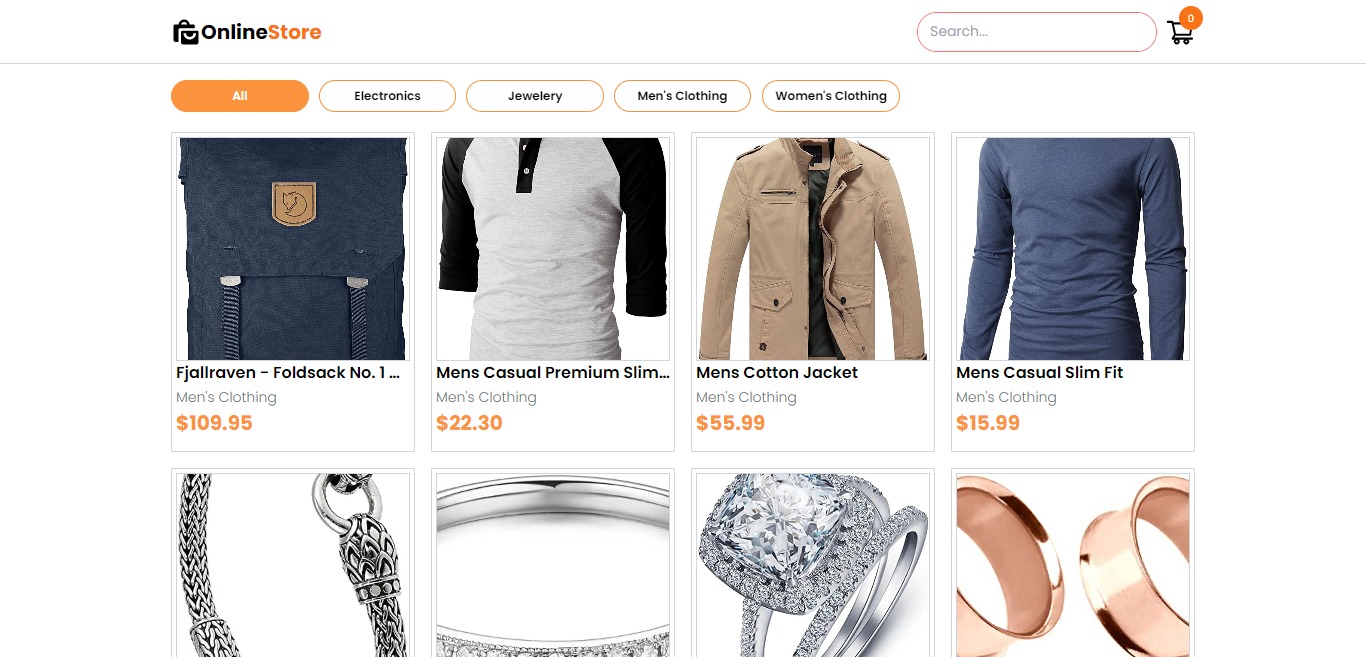 OnlineStore
Search...
0
All
Electronics
Jewelery
Men's Clothing
Women's Clothing
Fjallraven - Foldsack No. 1 ...
Men's Clothing
$109.95
Mens Casual Premium Slim...
Men's Clothing
$22.30
Mens Cotton Jacket
Men's Clothing
$55.99
Mens Casual Slim Fit
Men's Clothing
$15.99